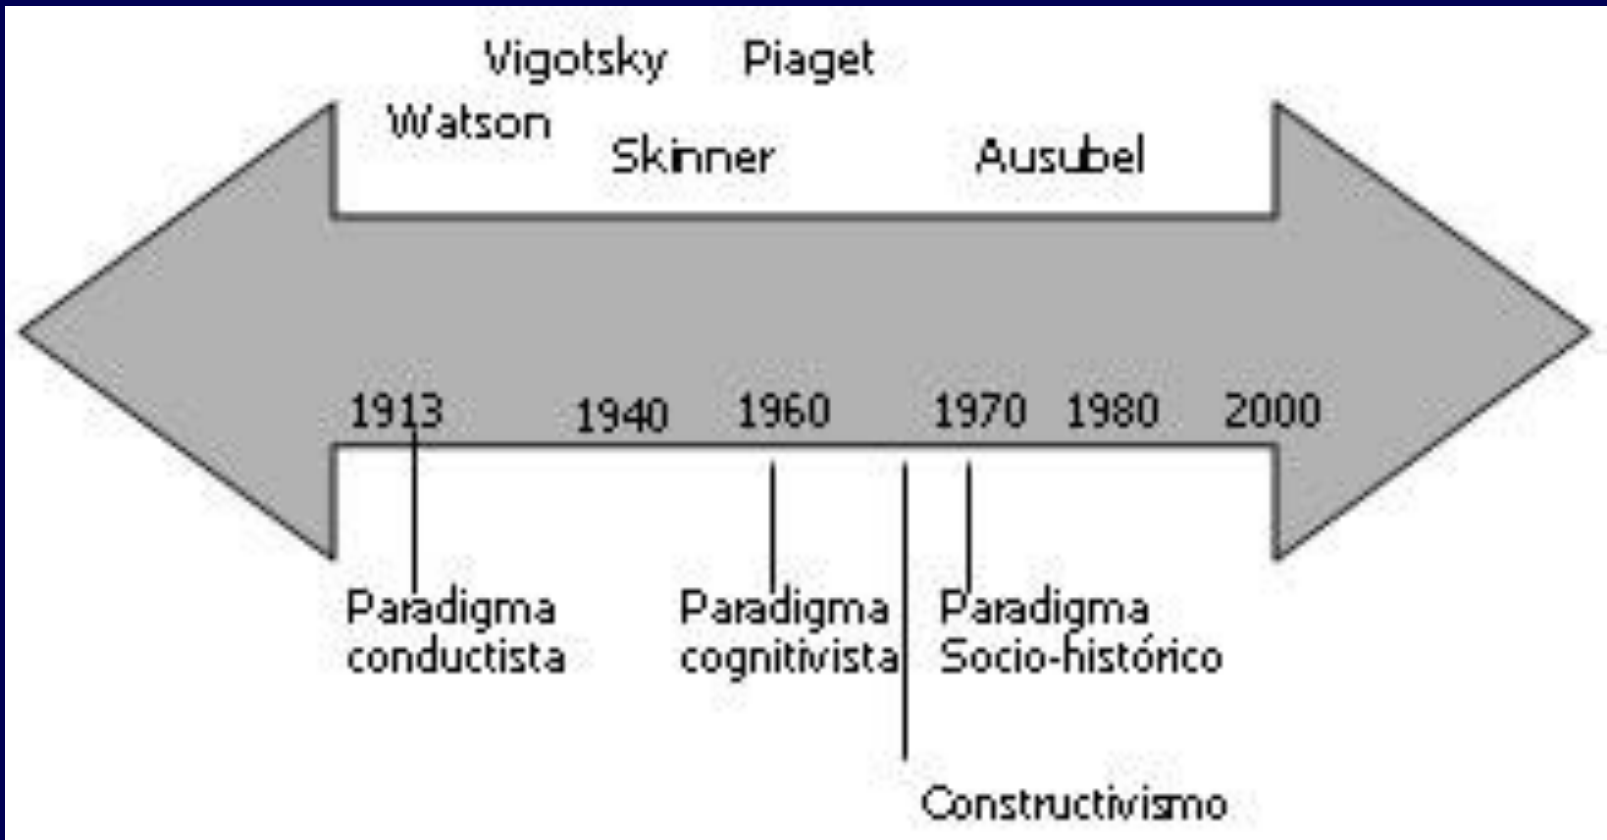 Vigotsky Piaget
Watson
Skinner Ausubel
1913 1940 1960 1970 1980 2000
Paradigma conductista
Paradigma cognitivista
Paradigma Socio-histórico
Constructivismo